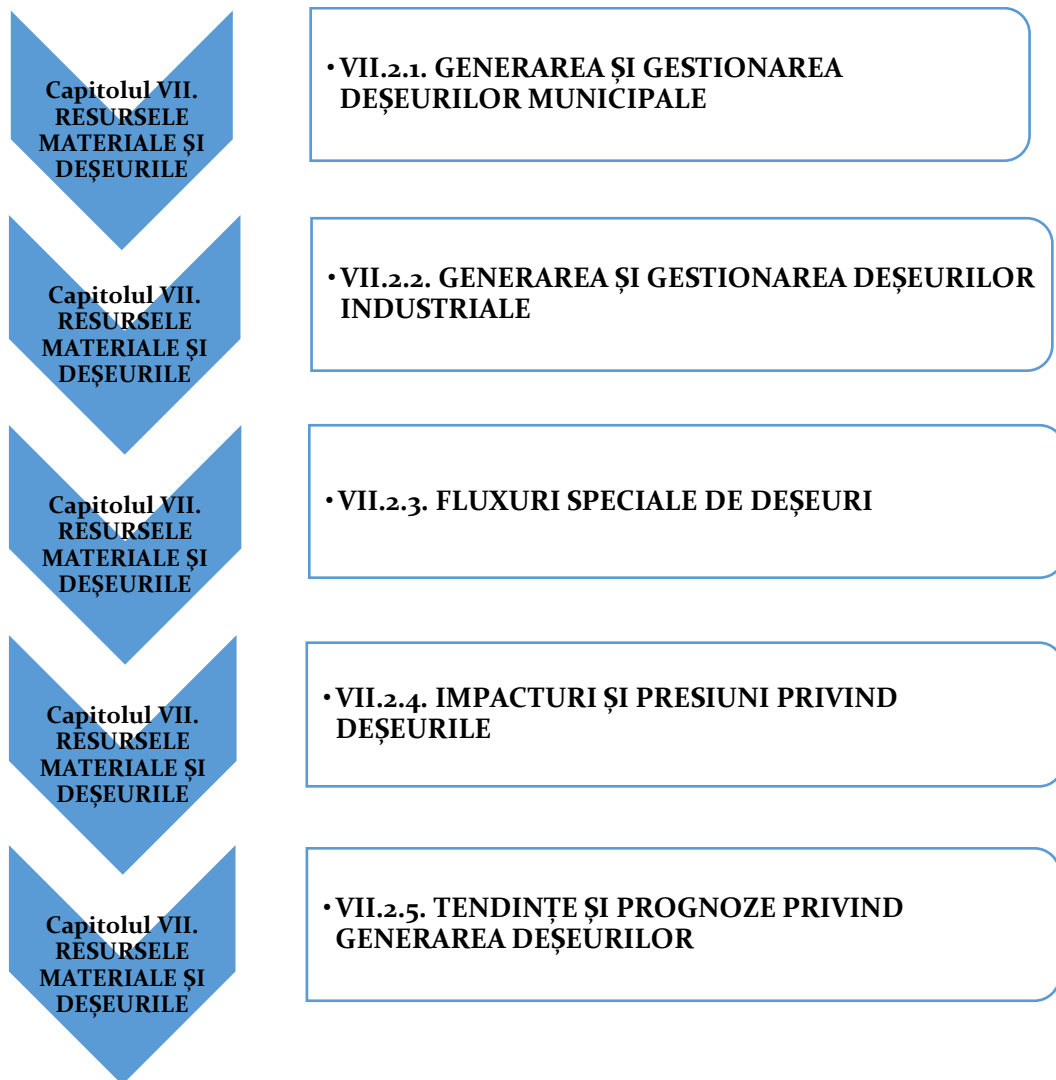 Capitolul VII.
RESURSELE
MATERIALE ȘI
DEȘEURILE
• VII.2.1. GENERAREA ȘI GESTIONAREA
DEȘEURILOR MUNICIPALE
Capitolul VII.
RESURSELE
MATERIALE ȘI
DEȘEURILE
• VII.2.2. GENERAREA ȘI GESTIONAREA DEȘEURILOR
INDUSTRIALE
Capitolul VII.
RESURSELE
MATERIALE ȘI
DEȘEURILE
• VII.2.3. FLUXURI SPECIALE DE DEȘEURI
Capitolul VII.
RESURSELE
MATERIALE ȘI
DEȘEURILE
• VII.2.4. IMPACTURI ȘI PRESIUNI PRIVIND
DEȘEURILE
Capitolul VII.
RESURSELE
MATERIALE ȘI
DEȘEURILE
• VII.2.5. TENDINȚE ȘI PROGNOZE PRIVIND
GENERAREA DEȘEURILOR